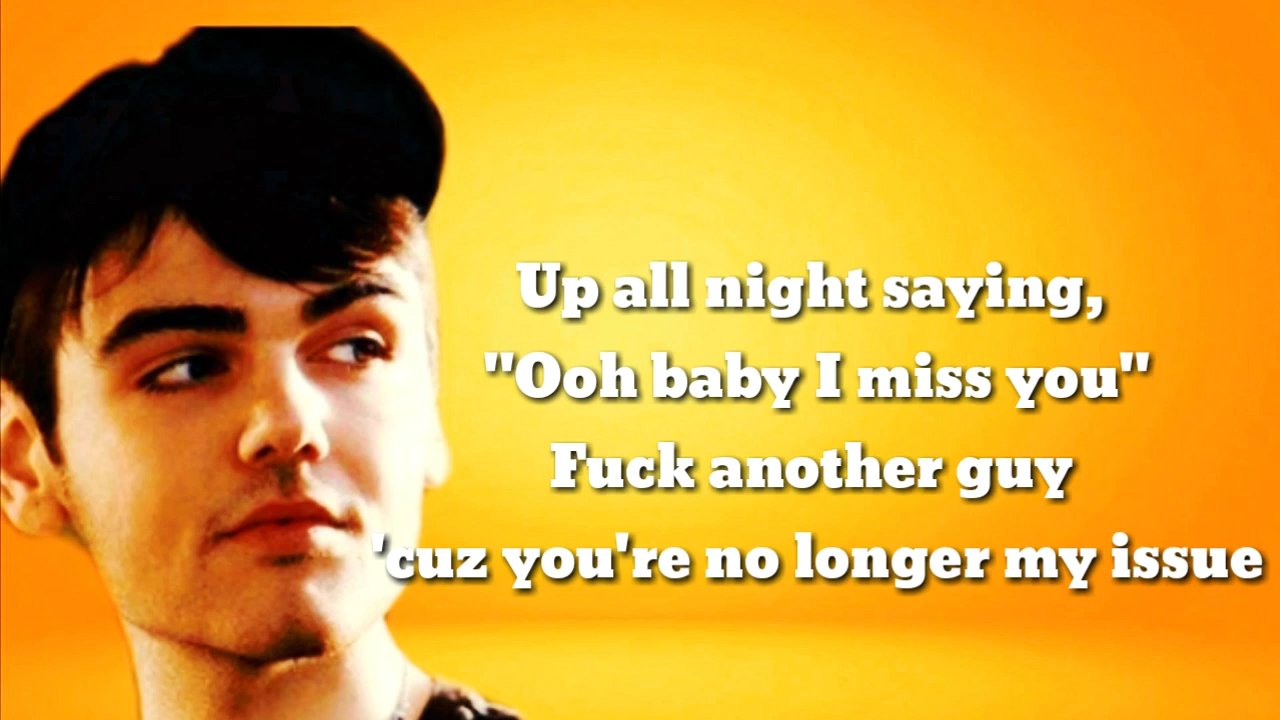 Up all night saying,
"Ooh baby I miss you"
Fuck another guy
'cuz you're no longer my issue